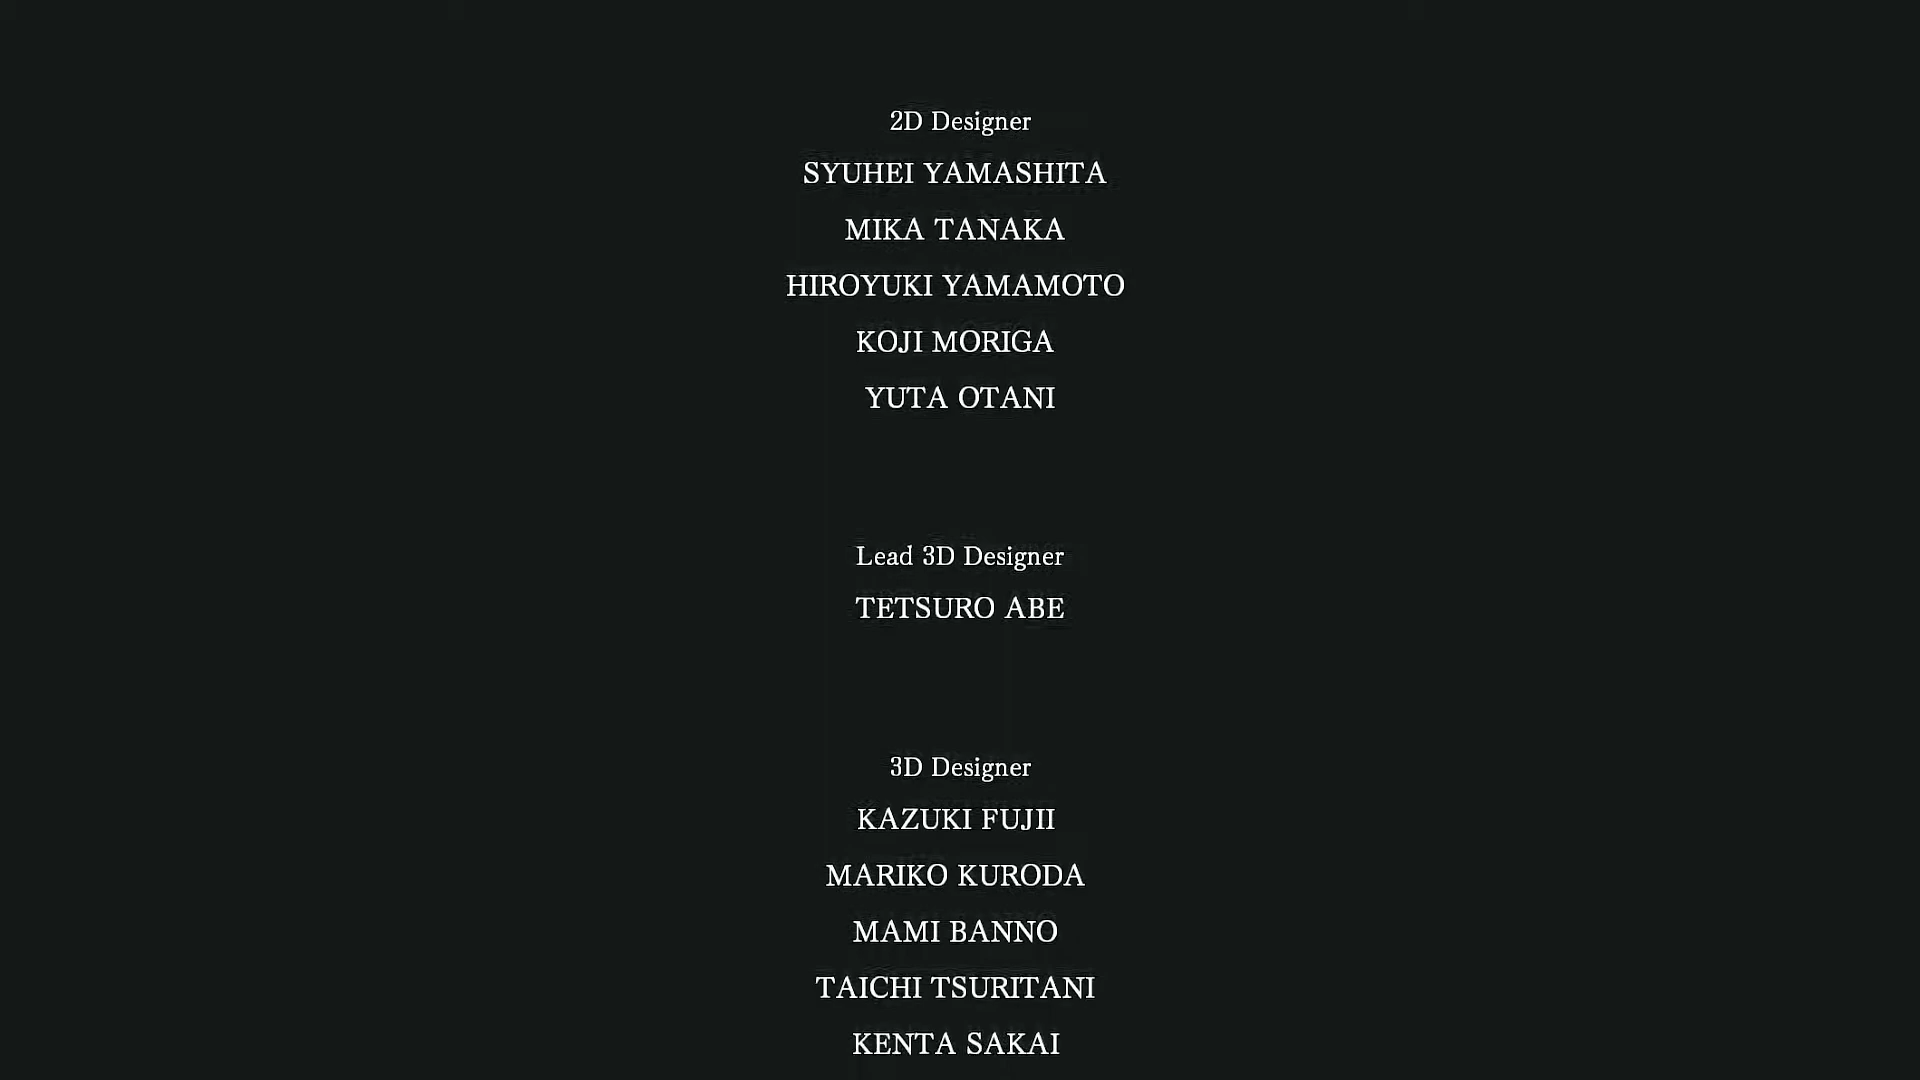 2D Designer
SYUHEI YAMASHITA
MIKA TANAKA
HIROYUKI YAMAMOTO
KOJI MORIGA
YUTA OTANI
Lead 3D Designer
TETSURO ABE
3D Designer
KAZUKI FUJII
MARIKO KURODA
MAMI BANNO
TAICHI TSURITANI
KENTA SAKAI